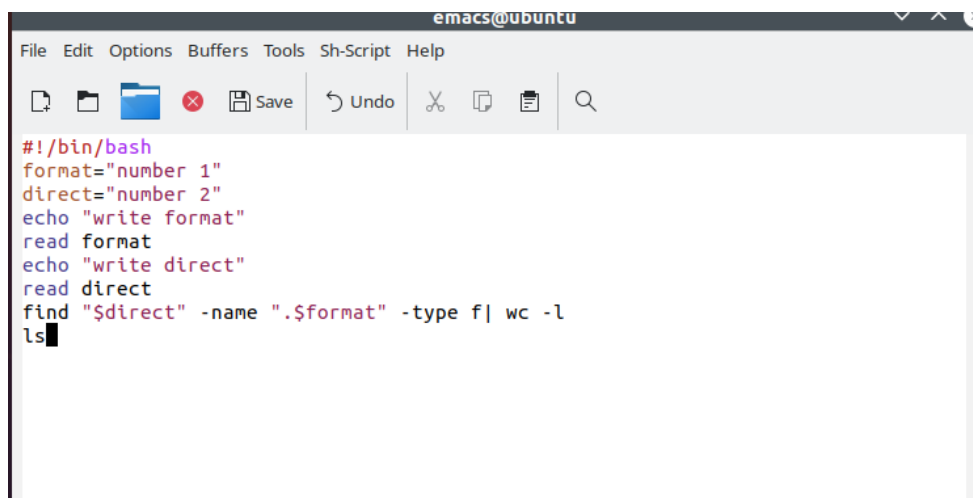 emacs@ubuntu
File Edit Options Buffers Tools Sh-Script Help
Save Undo
#!/bin/bash
format="number 1"
direct="number 2"
echo "write format"
read format
echo "write direct"
read direct
find "$direct" -name ".$format" -type f| wc -l
ls